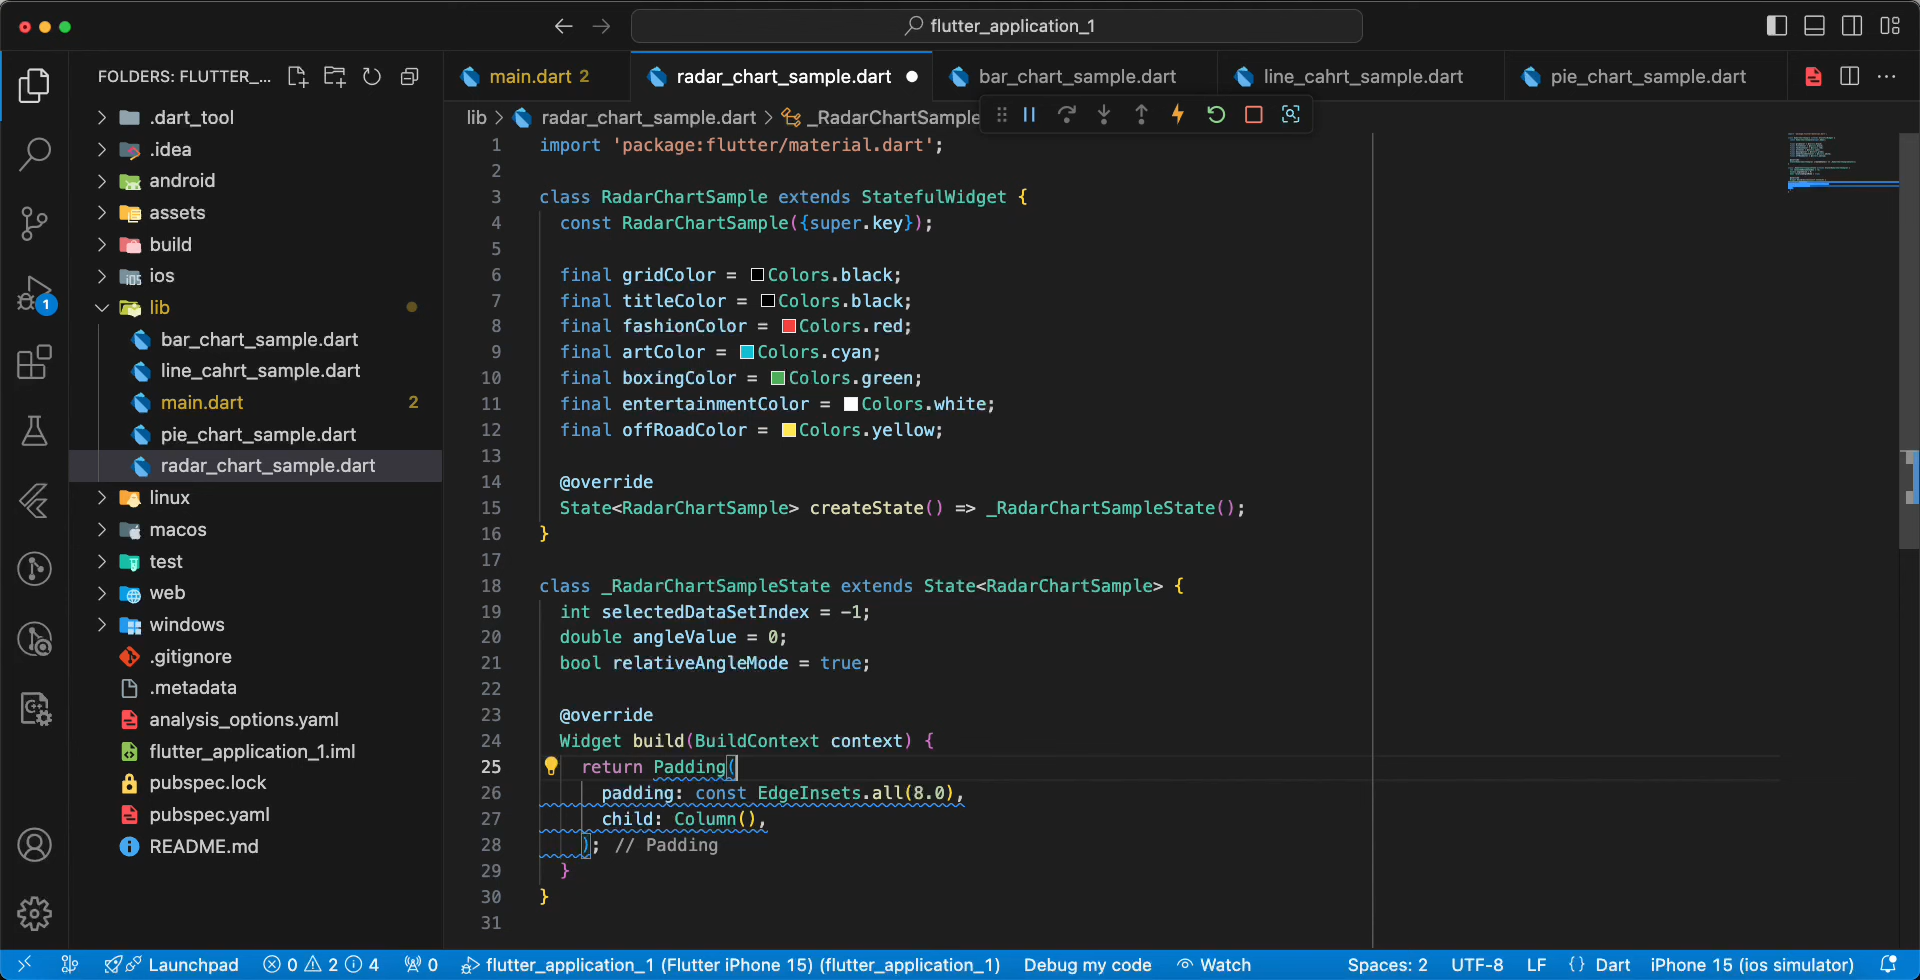 flutter_application_1
FOLDERS: FLUTTER_...
main.dart 2
radar_chart_sample.dart
bar_chart_sample.dart
line_cahrt_sample.dart
pie_chart_sample.dart
lib > radar_chart_sample.dart > _RadarChartSample
.dart_tool
.idea
android
assets
build
ios
lib
bar_chart_sample.dart
line_cahrt_sample.dart
main.dart 2
pie_chart_sample.dart
radar_chart_sample.dart
linux
macos
test
web
windows
.gitignore
.metadata
analysis_options.yaml
flutter_application_1.iml
pubspec.lock
pubspec.yaml
README.md
1
1 import 'package:flutter/material.dart';
2
3 class RadarChartSample extends StatefulWidget {
4 const RadarChartSample({super.key});
5
6 final gridColor = Colors.black;
7 final titleColor = Colors.black;
8 final fashionColor = Colors.red;
9 final artColor = Colors.cyan;
10 final boxingColor = Colors.green;
11 final entertainmentColor = Colors.white;
12 final offRoadColor = Colors.yellow;
13
14 @override
15 State<RadarChartSample> createState() => _RadarChartSampleState();
16 }
17
18 class _RadarChartSampleState extends State<RadarChartSample> {
19 int selectedDataSetIndex = -1;
20 double angleValue = 0;
21 bool relativeAngleMode = true;
22
23 @override
24 Widget build(BuildContext context) {
25 return Padding(
26 padding: const EdgeInsets.all(8.0),
27 child: Column(),
28 ); // Padding
29 }
30 }
31
Launchpad 0 2 4 0 flutter_application_1 (Flutter iPhone 15) (flutter_application_1) Debug my code Watch Spaces: 2 UTF-8 LF {} Dart iPhone 15 (ios simulator)